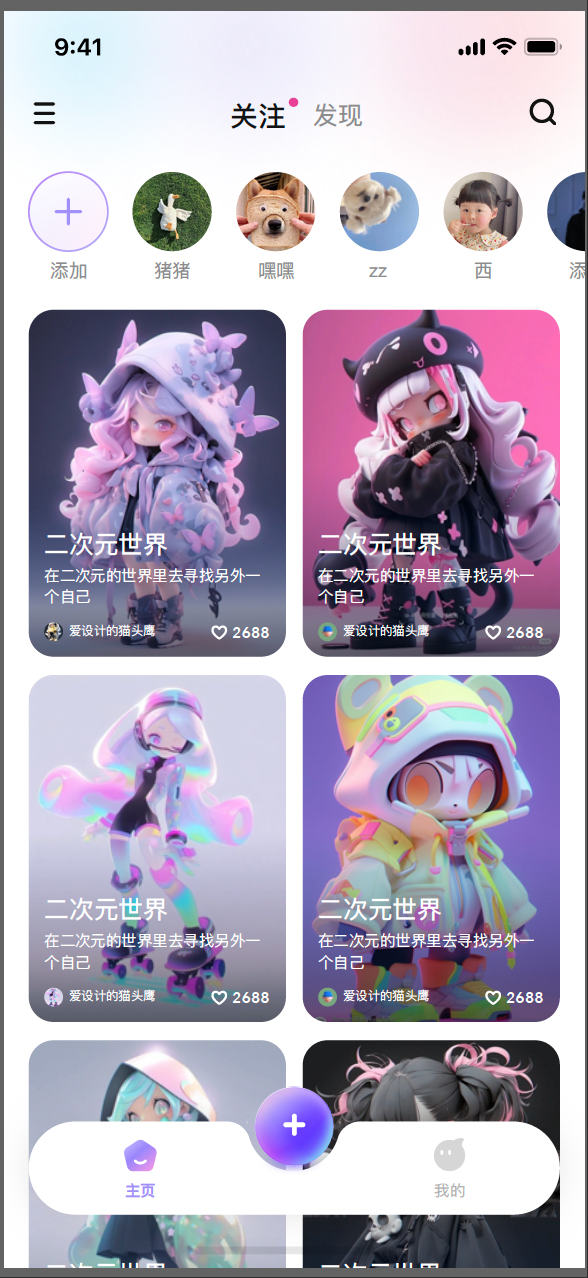 9:41
关注 发现
添加 猪猪 嘿嘿 zz 西 添
二次元世界
在二次元的世界里去寻找另外一
个自己
爱设计的猫头鹰 2688
二次元世界
在二次元的世界里去寻找另外一
个自己
爱设计的猫头鹰 2688
二次元世界
在二次元的世界里去寻找另外一
个自己
爱设计的猫头鹰 2688
二次元世界
在二次元的世界里去寻找另外一
个自己
爱设计的猫头鹰 2688
主页 我的